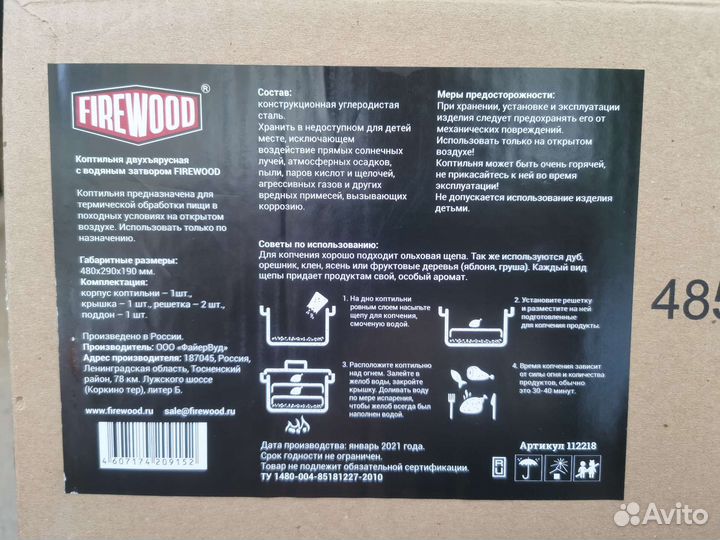 FIREWOOD®
Коптильня двухъярусная
с водяным затвором FIREWOOD
Коптильня предназначена для
термической обработки пищи в
походных условиях на открытом
воздухе. Использовать только по
назначению.
Габаритные размеры:
480х290х190 мм.
Комплектация:
корпус коптильни – 1шт.,
крышка – 1 шт., решетка – 2 шт.,
поддон – 1 шт.
Произведено в России.
Производитель: ООО «ФайерВуд»
Адрес производителя: 187045, Россия,
Ленинградская область, Тосненский
район, 78 км. Лужского шоссе
(Коркино тер), литер Б.
www.firewood.ru sale@firewood.ru
4 607174 209152
Состав:
конструкционная углеродистая
сталь.
Хранить в недоступном для детей
месте, исключающем
воздействие прямых солнечных
лучей, атмосферных осадков,
пыли, паров кислот и щелочей,
агрессивных газов и других
вредных примесей, вызывающих
коррозию.
Меры предосторожности:
При хранении, установке и эксплуатации
изделия следует предохранять его от
механических повреждений.
Использовать только на открытом
воздухе!
Коптильня может быть очень горячей,
не прикасайтесь к ней во время
эксплуатации!
Не допускается использование изделия
детьми.
Советы по использованию:
Для копчения хорошо подходит ольховая щепа. Так же используются дуб,
орешник, клен, ясень или фруктовые деревья (яблоня, груша). Каждый вид
щепы придает продуктам свой, особый аромат.
1. На дно коптильни
ровным слоем насыпьте
щепу для копчения,
смоченную водой.
2. Установите решетку
и разместите на ней
подготовленные
для копчения продукты.
3. Расположите коптильню
над огнем. Залейте в
желоб воды, закройте
крышку. Доливать воду
по мере испарения,
чтобы желоб всегда был
наполнен водой.
4. Время копчения зависит
от силы огня и количества
продуктов, обычно
это 30-40 минут.
Дата производства: январь 2021 года.
Срок годности не ограничен.
Товар не подлежит обязательной сертификации.
ТУ 1480-004-85181227-2010
Артикул 112218
RU
485
Avito